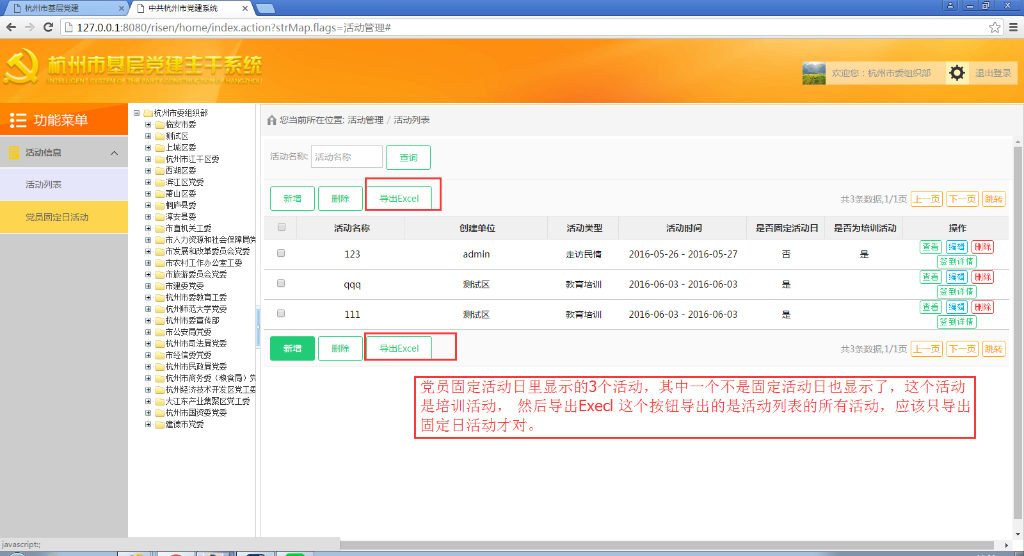 杭州市基层党建
中共杭州市党建系统
127.0.0.1:8080/risen/home/index.action?strMap.flags=活动管理#
杭州市基层党建主干系统
欢迎您：杭州市委组织部
退出登录
功能菜单
活动信息
活动列表
党员固定日活动
杭州市委组织部
临安市委
测试区
上城区委
杭州市江干区委
西湖区委
滨江区党委
萧山区委
桐庐县委
淳安县委
市直机关工委
市人力资源和社会保障局党
市发展和改革委员会党委
市农村工作办公室工委
市旅游委员会党委
市建委党委
杭州市委教育工委
杭州师范大学党委
杭州市委宣传部
市公安局党委
杭州市司法局党委
市经信委党委
杭州市民政局党委
杭州市商务委（粮食局）党
杭州经济技术开发区党工委
大江东产业集聚区党工委
杭州市国资委党委
建德市党委
您当前所在位置: 活动管理 / 活动列表
活动名称: 活动名称 查询
新增 删除 导出Excel 共3条数据,1/1页 上一页 下一页 跳转
活动名称 创建单位 活动类型 活动时间 是否固定活动日 是否为培训活动 操作
123 admin 走访民情 2016-05-26 - 2016-05-27 否 是 查看 编辑 删除
签到详情
qqq 测试区 教育培训 2016-06-03 - 2016-06-03 是 查看 编辑 删除
签到详情
111 测试区 教育培训 2016-06-03 - 2016-06-03 是 查看 编辑 删除
签到详情
新增 删除 导出Excel 共3条数据,1/1页 上一页 下一页 跳转
党员固定活动日里显示的3个活动，其中一个不是固定活动日也显示了，这个活动
是培训活动， 然后导出Execl 这个按钮导出的是活动列表的所有活动，应该只导出
固定日活动才对。
javascript:;